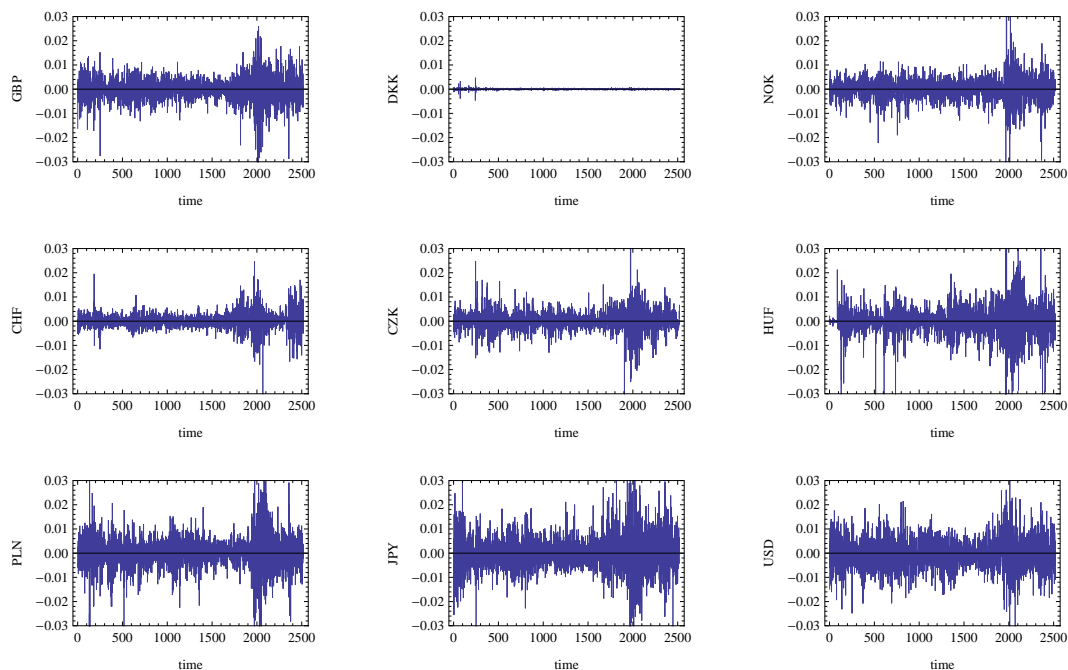 0.03 0.03 0.03
0.02 0.02 0.02
0.01 0.01 0.01
GBP 0.00 DKK 0.00 NOK 0.00
−0.01 −0.01 −0.01
−0.02 −0.02 −0.02
−0.03 −0.03 −0.03
0 500 1000 1500 2000 2500 0 500 1000 1500 2000 2500 0 500 1000 1500 2000 2500
time time time
0.03 0.03 0.03
0.02 0.02 0.02
0.01 0.01 0.01
CHF 0.00 CZK 0.00 HUF 0.00
−0.01 −0.01 −0.01
−0.02 −0.02 −0.02
−0.03 −0.03 −0.03
0 500 1000 1500 2000 2500 0 500 1000 1500 2000 2500 0 500 1000 1500 2000 2500
time time time
0.03 0.03 0.03
0.02 0.02 0.02
0.01 0.01 0.01
PLN 0.00 JPY 0.00 USD 0.00
−0.01 −0.01 −0.01
−0.02 −0.02 −0.02
−0.03 −0.03 −0.03
0 500 1000 1500 2000 2500 0 500 1000 1500 2000 2500 0 500 1000 1500 2000 2500
time time time